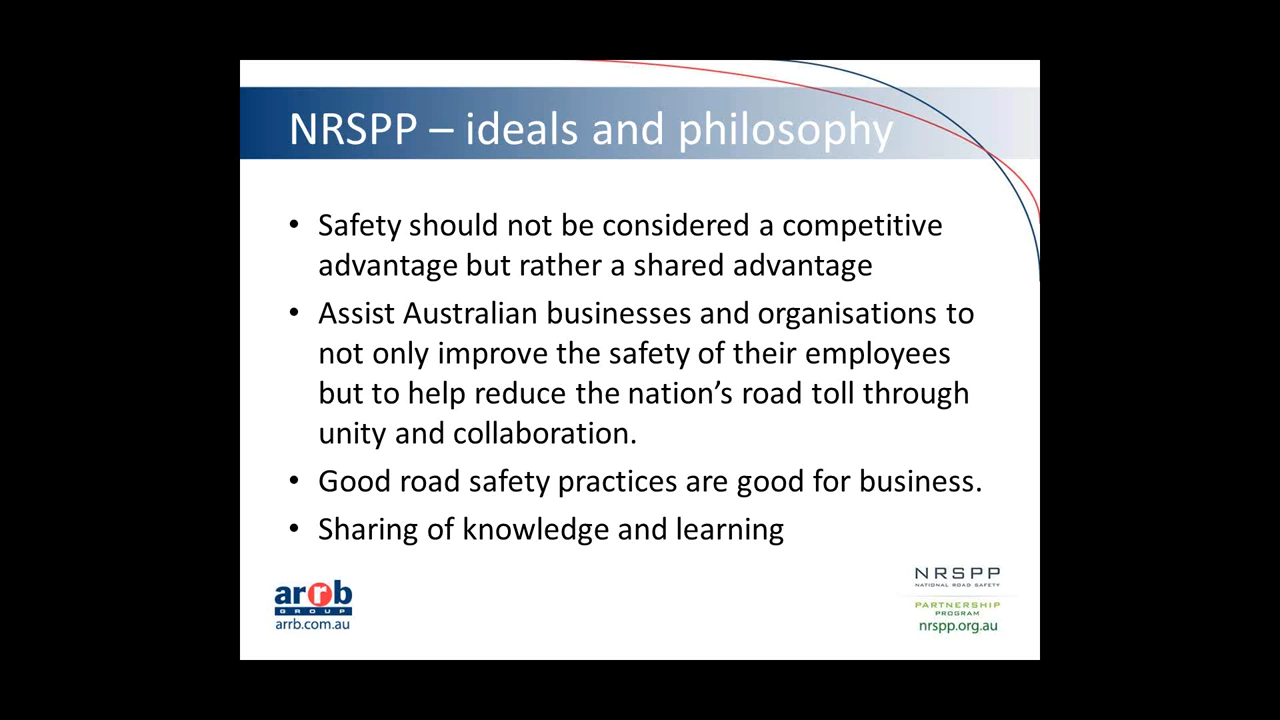 NRSPP – ideals and philosophy
• Safety should not be considered a competitive
advantage but rather a shared advantage
• Assist Australian businesses and organisations to
not only improve the safety of their employees
but to help reduce the nation’s road toll through
unity and collaboration.
• Good road safety practices are good for business.
• Sharing of knowledge and learning
arrb
GROUP
arrb.com.au
NRSPP
NATIONAL ROAD SAFETY
PARTNERSHIP
PROGRAM
nrspp.org.au